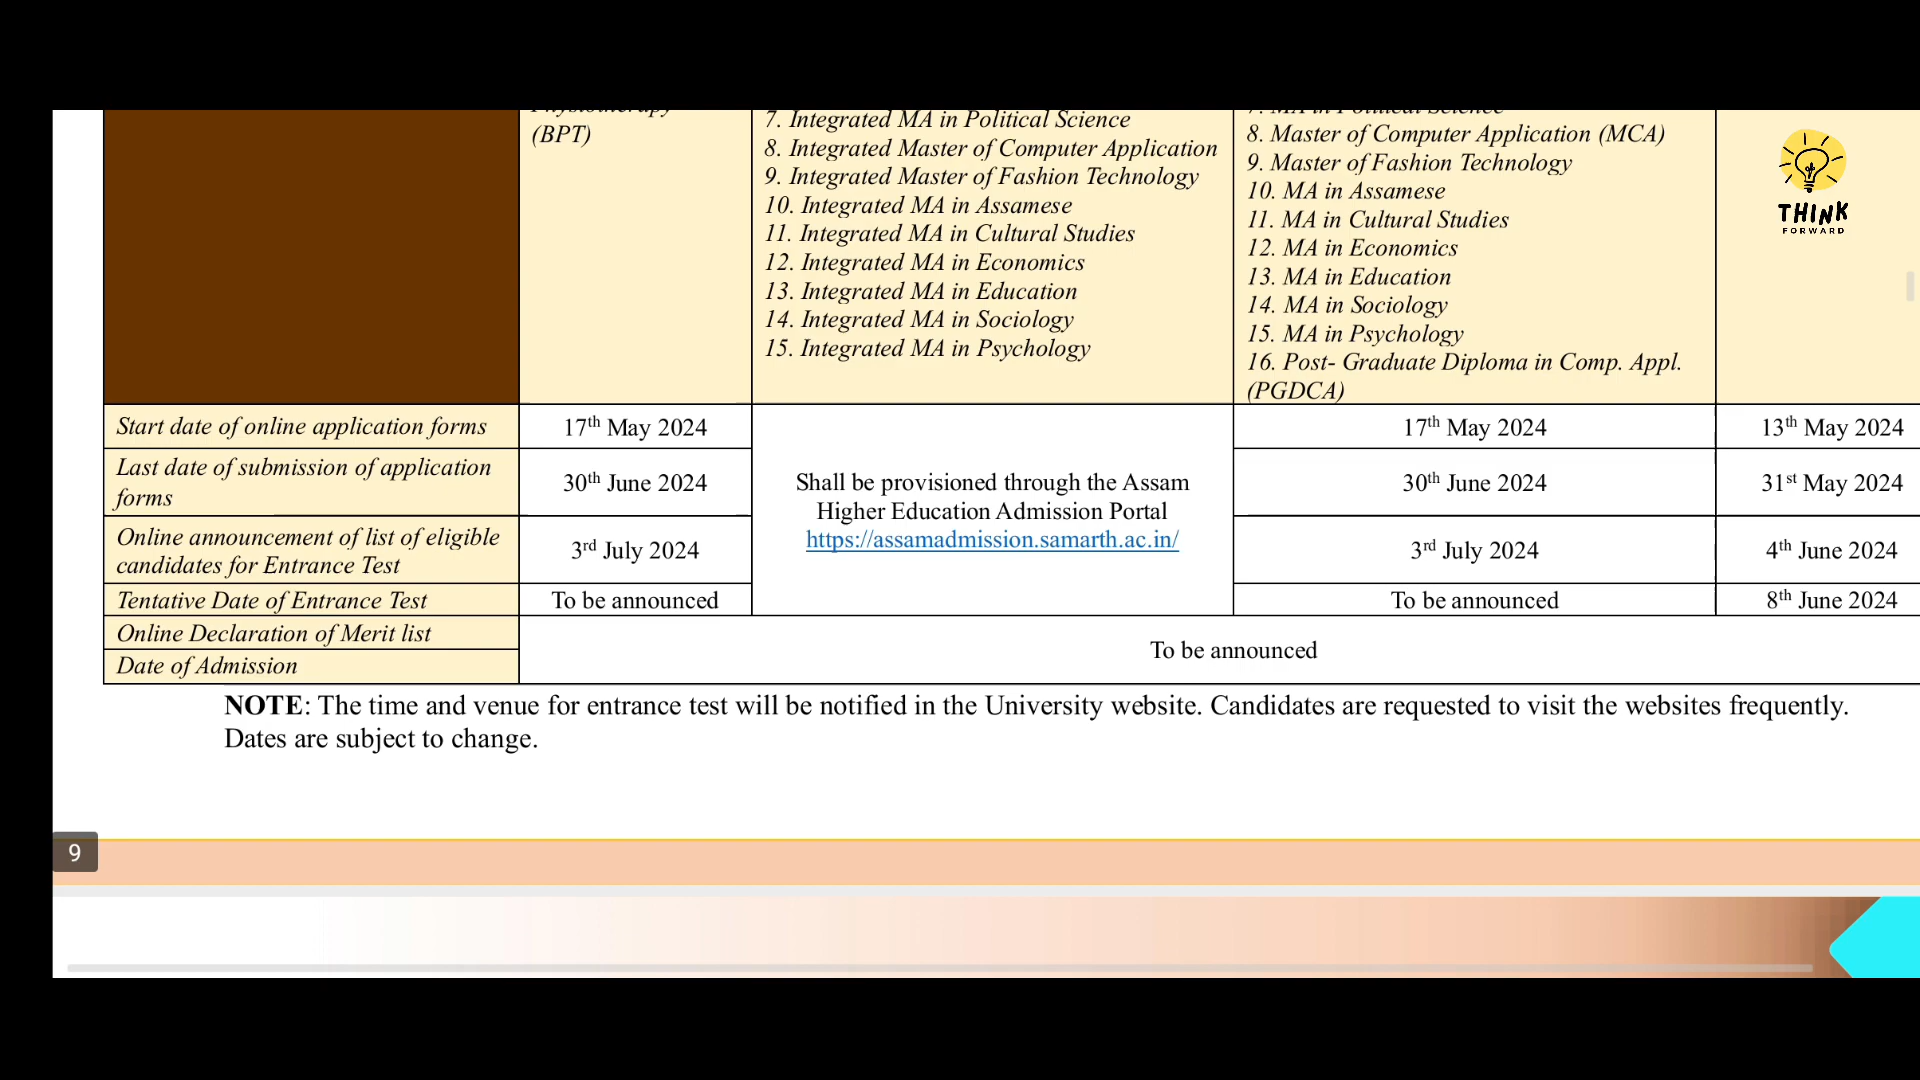 (BPT)
7. Integrated MA in Political Science
8. Integrated Master of Computer Application
9. Integrated Master of Fashion Technology
10. Integrated MA in Assamese
11. Integrated MA in Cultural Studies
12. Integrated MA in Economics
13. Integrated MA in Education
14. Integrated MA in Sociology
15. Integrated MA in Psychology
7. MA in Political Science
8. Master of Computer Application (MCA)
9. Master of Fashion Technology
10. MA in Assamese
11. MA in Cultural Studies
12. MA in Economics
13. MA in Education
14. MA in Sociology
15. MA in Psychology
16. Post- Graduate Diploma in Comp. Appl.
(PGDCA)
THINK
FORWARD
Start date of online application forms
17th May 2024
17th May 2024
13th May 2024
Last date of submission of application
forms
30th June 2024
Shall be provisioned through the Assam
Higher Education Admission Portal
https://assamadmission.samarth.ac.in/
30th June 2024
31st May 2024
Online announcement of list of eligible
candidates for Entrance Test
3rd July 2024
3rd July 2024
4th June 2024
Tentative Date of Entrance Test
To be announced
To be announced
8th June 2024
Online Declaration of Merit list
Date of Admission
To be announced
NOTE: The time and venue for entrance test will be notified in the University website. Candidates are requested to visit the websites frequently.
Dates are subject to change.
9